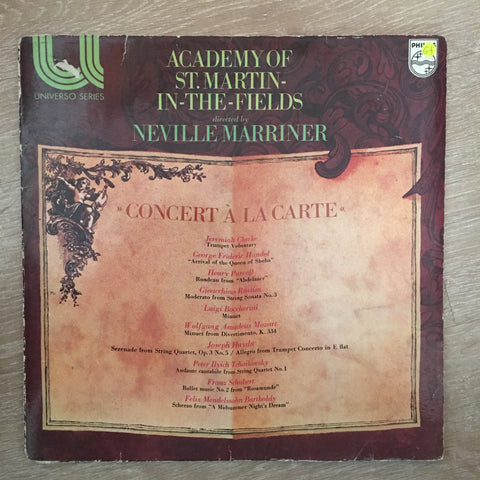 UNIVERSO SERIES
PHILIPS
ACADEMY OF
ST. MARTIN-
IN-THE-FIELDS
directed by
NEVILLE MARRINER
» CONCERT À LA CARTE «
Jeremiah Clarke
Trumpet Voluntary
George Frideric Handel
"Arrival of the Queen of Sheba"
Henry Purcell
Rondeau from "Abdelazer"
Gioacchino Rossini
Moderato from String Sonata No. 3
Luigi Boccherini
Minuet
Wolfgang Amadeus Mozart
Minuet from Divertimento, K. 334
Joseph Haydn
Serenade from String Quartet, Op. 3 No. 5 / Allegro from Trumpet Concerto in E flat
Peter Ilyich Tchaikovsky
Andante cantabile from String Quartet No. 1
Franz Schubert
Ballet music No. 2 from "Rosamunde"
Felix Mendelssohn Bartholdy
Scherzo from "A Midsummer Night's Dream"